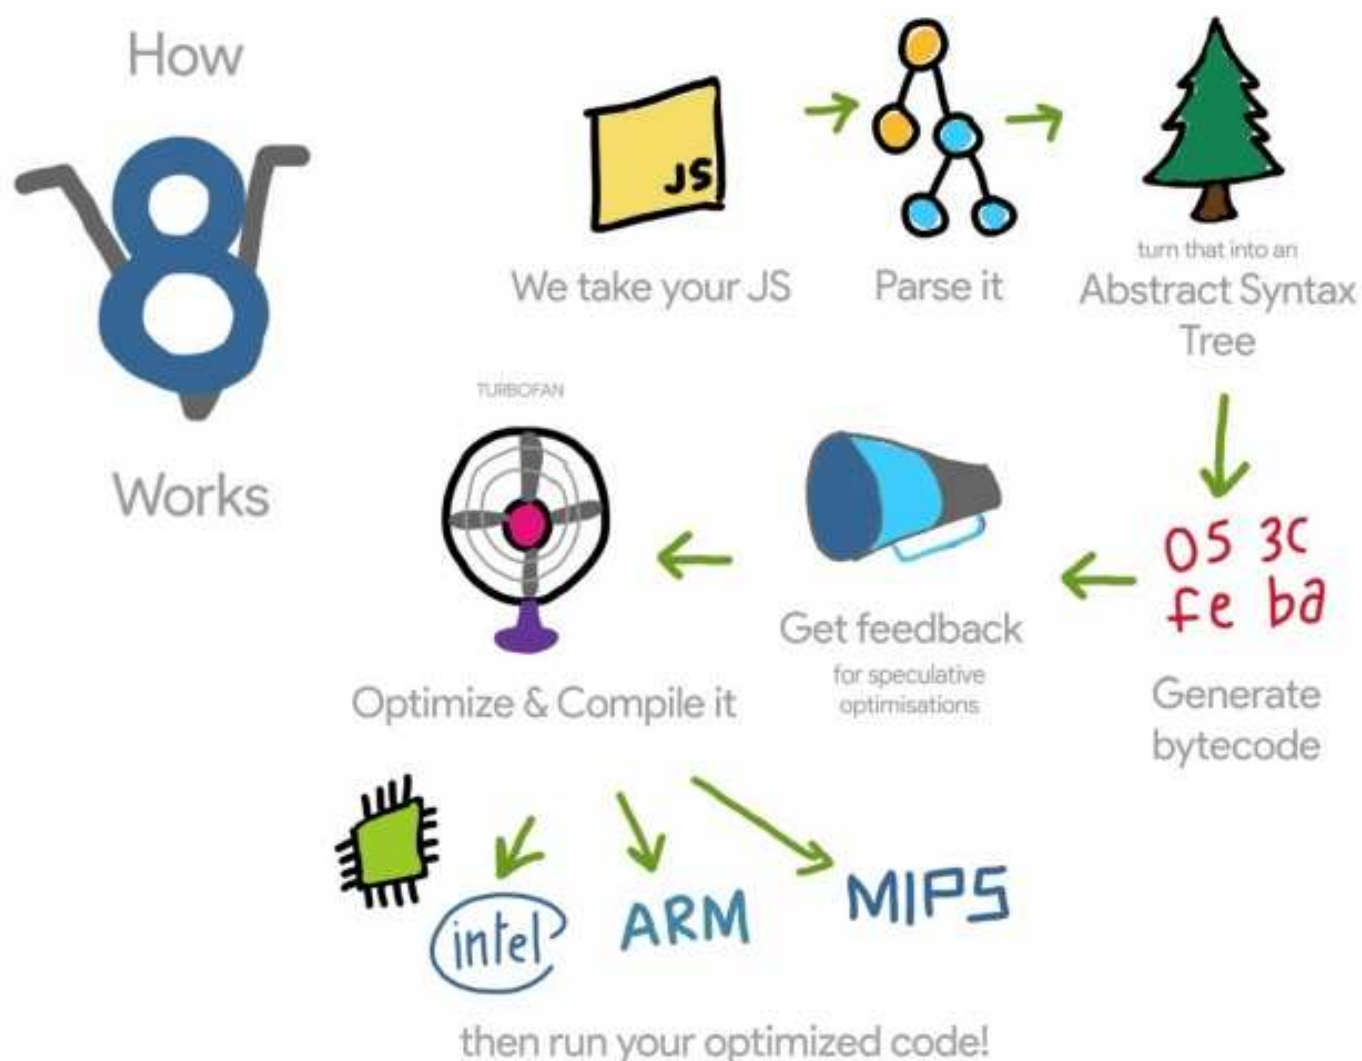 How
8
Works
JS
We take your JS
Parse it
turn that into an
Abstract Syntax
Tree
05 3c
fe ba
Generate
bytecode
Get feedback
for speculative
optimisations
TURBOFAN
Optimize & Compile it
intel
ARM
MIPS
then run your optimized code!